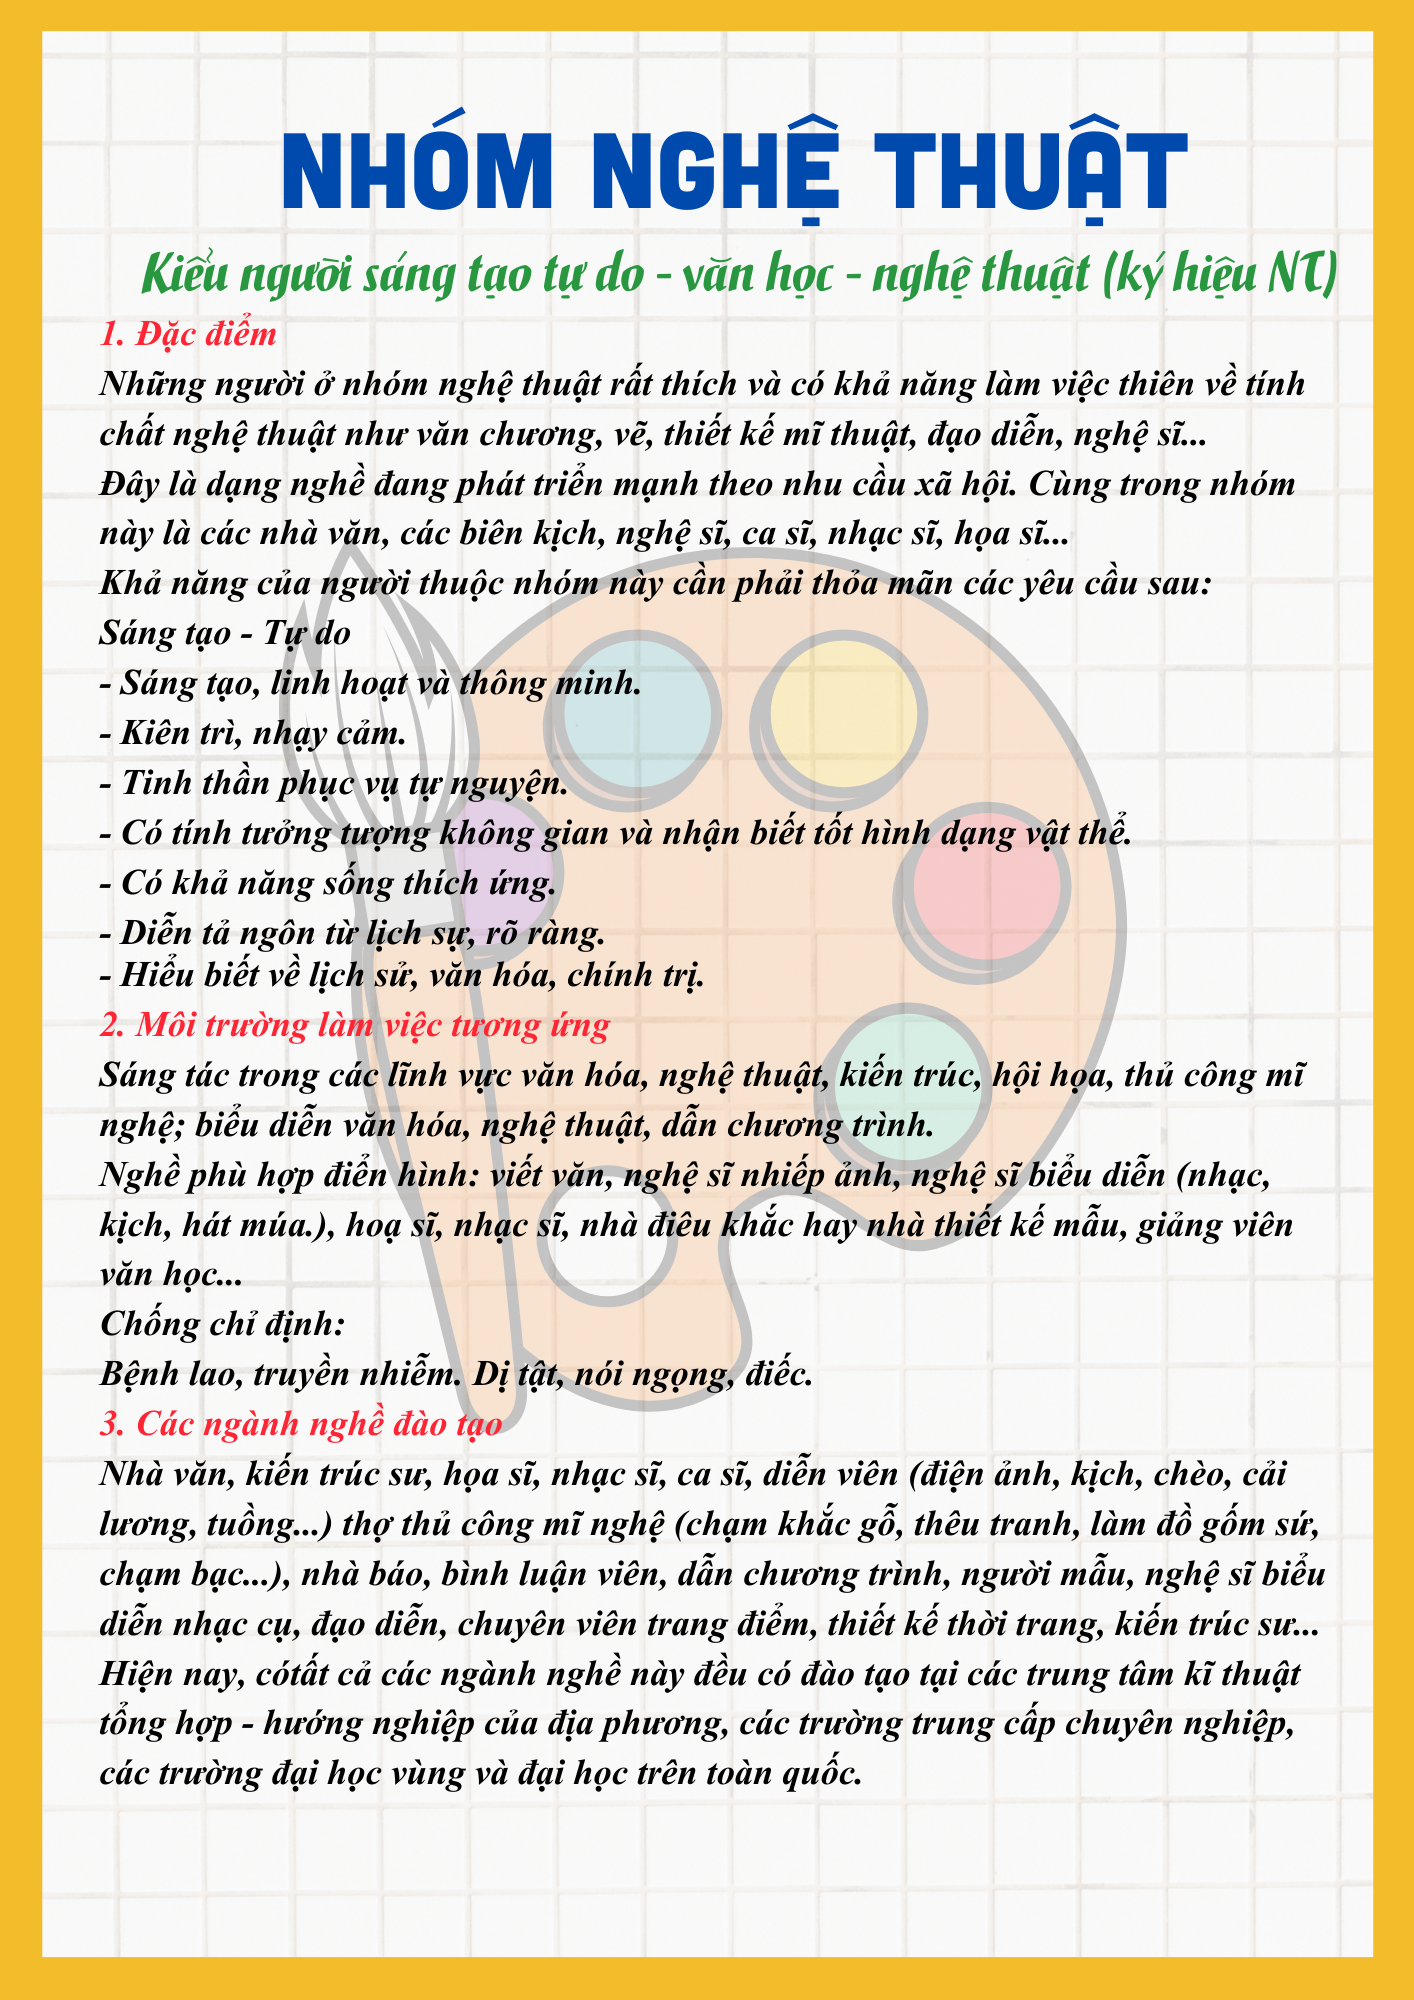 NHÓM NGHỆ THUẬT
Kiểu người sáng tạo tự do - văn học - nghệ thuật (ký hiệu NT)
1. Đặc điểm
Những người ở nhóm nghệ thuật rất thích và có khả năng làm việc thiên về tính
chất nghệ thuật như văn chương, vẽ, thiết kế mĩ thuật, đạo diễn, nghệ sĩ...
Đây là dạng nghề đang phát triển mạnh theo nhu cầu xã hội. Cùng trong nhóm
này là các nhà văn, các biên kịch, nghệ sĩ, ca sĩ, nhạc sĩ, họa sĩ...
Khả năng của người thuộc nhóm này cần phải thỏa mãn các yêu cầu sau:
Sáng tạo - Tự do
- Sáng tạo, linh hoạt và thông minh.
- Kiên trì, nhạy cảm.
- Tinh thần phục vụ tự nguyện.
- Có tính tưởng tượng không gian và nhận biết tốt hình dạng vật thể.
- Có khả năng sống thích ứng.
- Diễn tả ngôn từ lịch sự, rõ ràng.
- Hiểu biết về lịch sử, văn hóa, chính trị.
2. Môi trường làm việc tương ứng
Sáng tác trong các lĩnh vực văn hóa, nghệ thuật, kiến trúc, hội họa, thủ công mĩ
nghệ; biểu diễn văn hóa, nghệ thuật, dẫn chương trình.
Nghề phù hợp điển hình: viết văn, nghệ sĩ nhiếp ảnh, nghệ sĩ biểu diễn (nhạc,
kịch, hát múa.), hoạ sĩ, nhạc sĩ, nhà điêu khắc hay nhà thiết kế mẫu, giảng viên
văn học...
Chống chỉ định:
Bệnh lao, truyền nhiễm. Dị tật, nói ngọng, điếc.
3. Các ngành nghề đào tạo
Nhà văn, kiến trúc sư, họa sĩ, nhạc sĩ, ca sĩ, diễn viên (điện ảnh, kịch, chèo, cải
lương, tuồng...) thợ thủ công mĩ nghệ (chạm khắc gỗ, thêu tranh, làm đồ gốm sứ,
chạm bạc...), nhà báo, bình luận viên, dẫn chương trình, người mẫu, nghệ sĩ biểu
diễn nhạc cụ, đạo diễn, chuyên viên trang điểm, thiết kế thời trang, kiến trúc sư...
Hiện nay, cótất cả các ngành nghề này đều có đào tạo tại các trung tâm kĩ thuật
tổng hợp - hướng nghiệp của địa phương, các trường trung cấp chuyên nghiệp,
các trường đại học vùng và đại học trên toàn quốc.